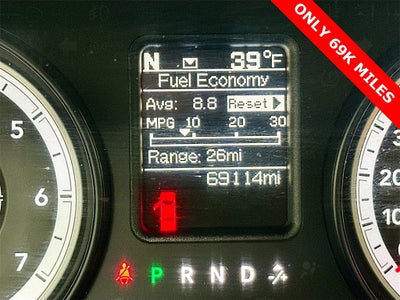 ONLY 69K MILES
N 39°F
Fuel Economy
Avg: 8.8 Reset
MPG 10 20 30
Range: 26mi
69114mi
5
6
7
P R N D